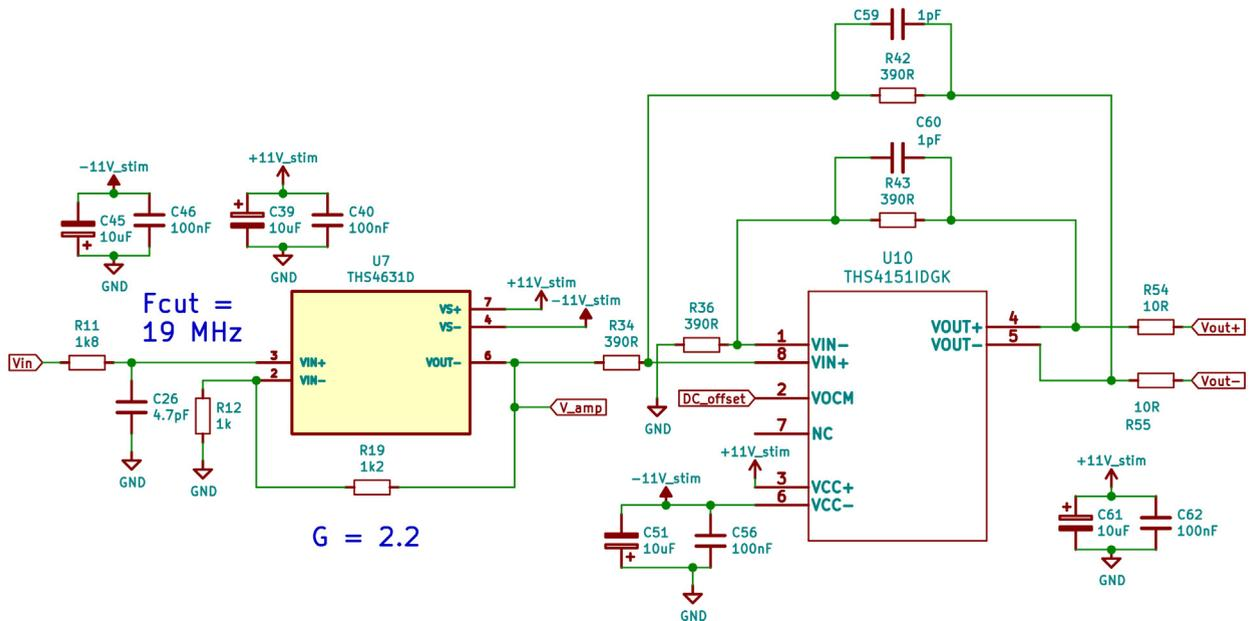 C59 1pF
R42
390R
C60
1pF
R43
390R
-11V_stim
C45
10uF
C46
100nF
GND
+11V_stim
C39
10uF
C40
100nF
GND
Fcut =
19 MHz
U7
THS4631D
VS+ 7
VS- 4
VOUT- 6
3 VIN+
2 VIN-
+11V_stim
-11V_stim
Vin
R11
1k8
C26
4.7pF
GND
R12
1k
GND
R19
1k2
G = 2.2
V_amp
R34
390R
R36
390R
GND
DC_offset
U10
THS4151IDGK
1 VIN-
8 VIN+
2 VOCM
7 NC
3 VCC+
6 VCC-
VOUT+ 4
VOUT- 5
+11V_stim
-11V_stim
C51
10uF
C56
100nF
GND
R54
10R
Vout+
Vout-
10R
R55
+11V_stim
C61
10uF
C62
100nF
GND